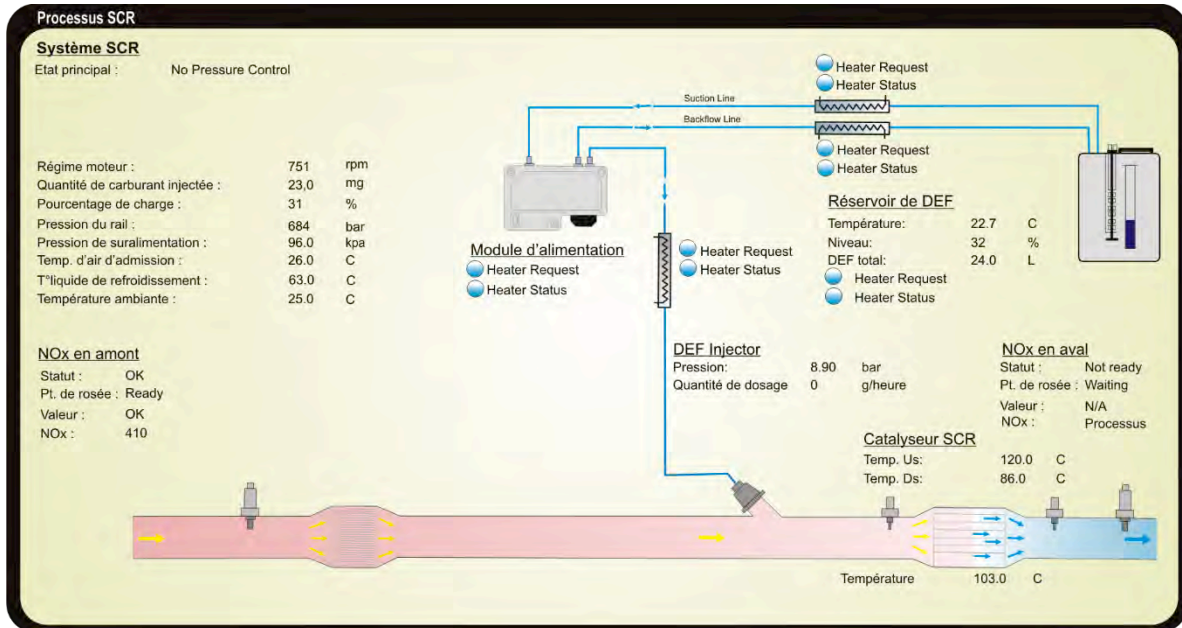 Processus SCR
Système SCR
Etat principal : No Pressure Control
Heater Request
Heater Status
Suction Line
Backflow Line
Heater Request
Heater Status
Régime moteur : 751 rpm
Quantité de carburant injectée : 23,0 mg
Pourcentage de charge : 31 %
Pression du rail : 684 bar
Pression de suralimentation : 96.0 kpa
Temp. d'air d'admission : 26.0 C
T°liquide de refroidissement : 63.0 C
Température ambiante : 25.0 C
Module d'alimentation
Heater Request
Heater Status
Heater Request
Heater Status
Réservoir de DEF
Température: 22.7 C
Niveau: 32 %
DEF total: 24.0 L
Heater Request
Heater Status
NOx en amont
Statut : OK
Pt. de rosée : Ready
Valeur : OK
NOx : 410
DEF Injector
Pression: 8.90 bar
Quantité de dosage 0 g/heure
NOx en aval
Statut : Not ready
Pt. de rosée : Waiting
Valeur : N/A
NOx : Processus
Catalyseur SCR
Temp. Us: 120.0 C
Temp. Ds: 86.0 C
Température 103.0 C